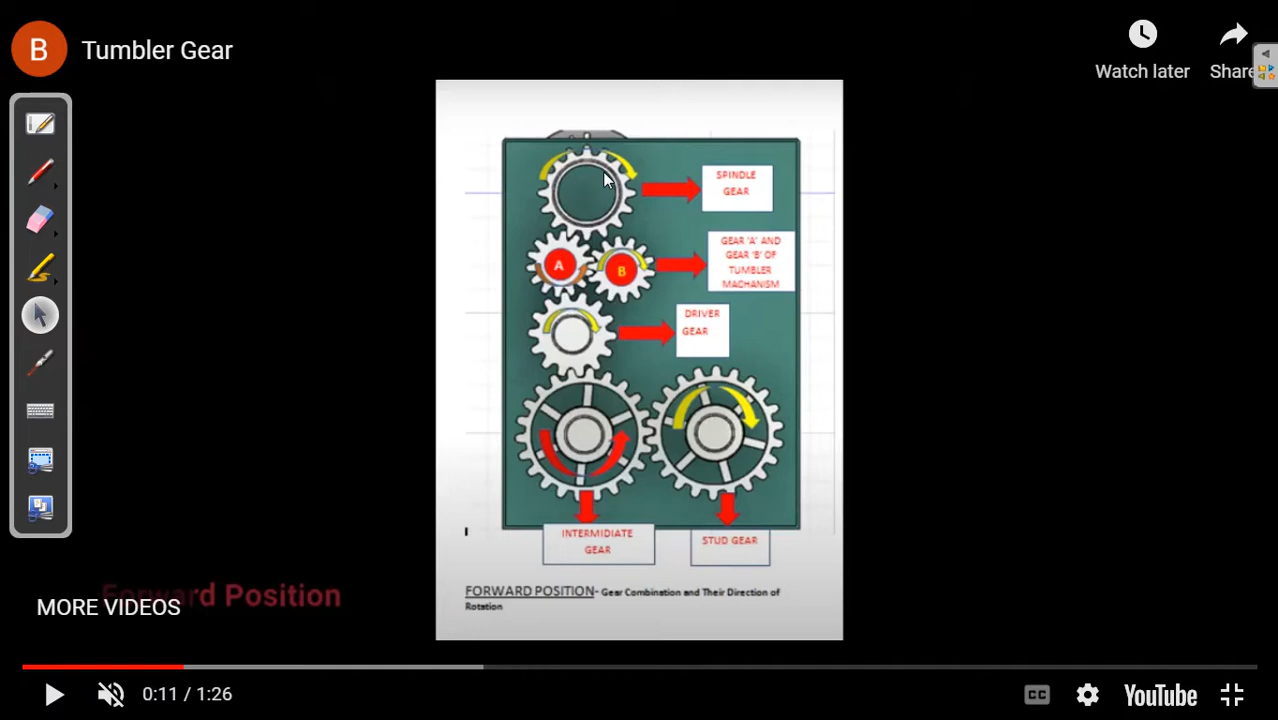 B
Tumbler Gear
Watch later
Share
SPINDLE
GEAR
GEAR 'A' AND
GEAR 'B' OF
TUMBLER
MACHANISM
A
B
DRIVER
GEAR
INTERMIDIATE
GEAR
STUD GEAR
FORWARD POSITION- Gear Combination and Their Direction of
Rotation
Forward Position
MORE VIDEOS
0:11 / 1:26
CC
YouTube